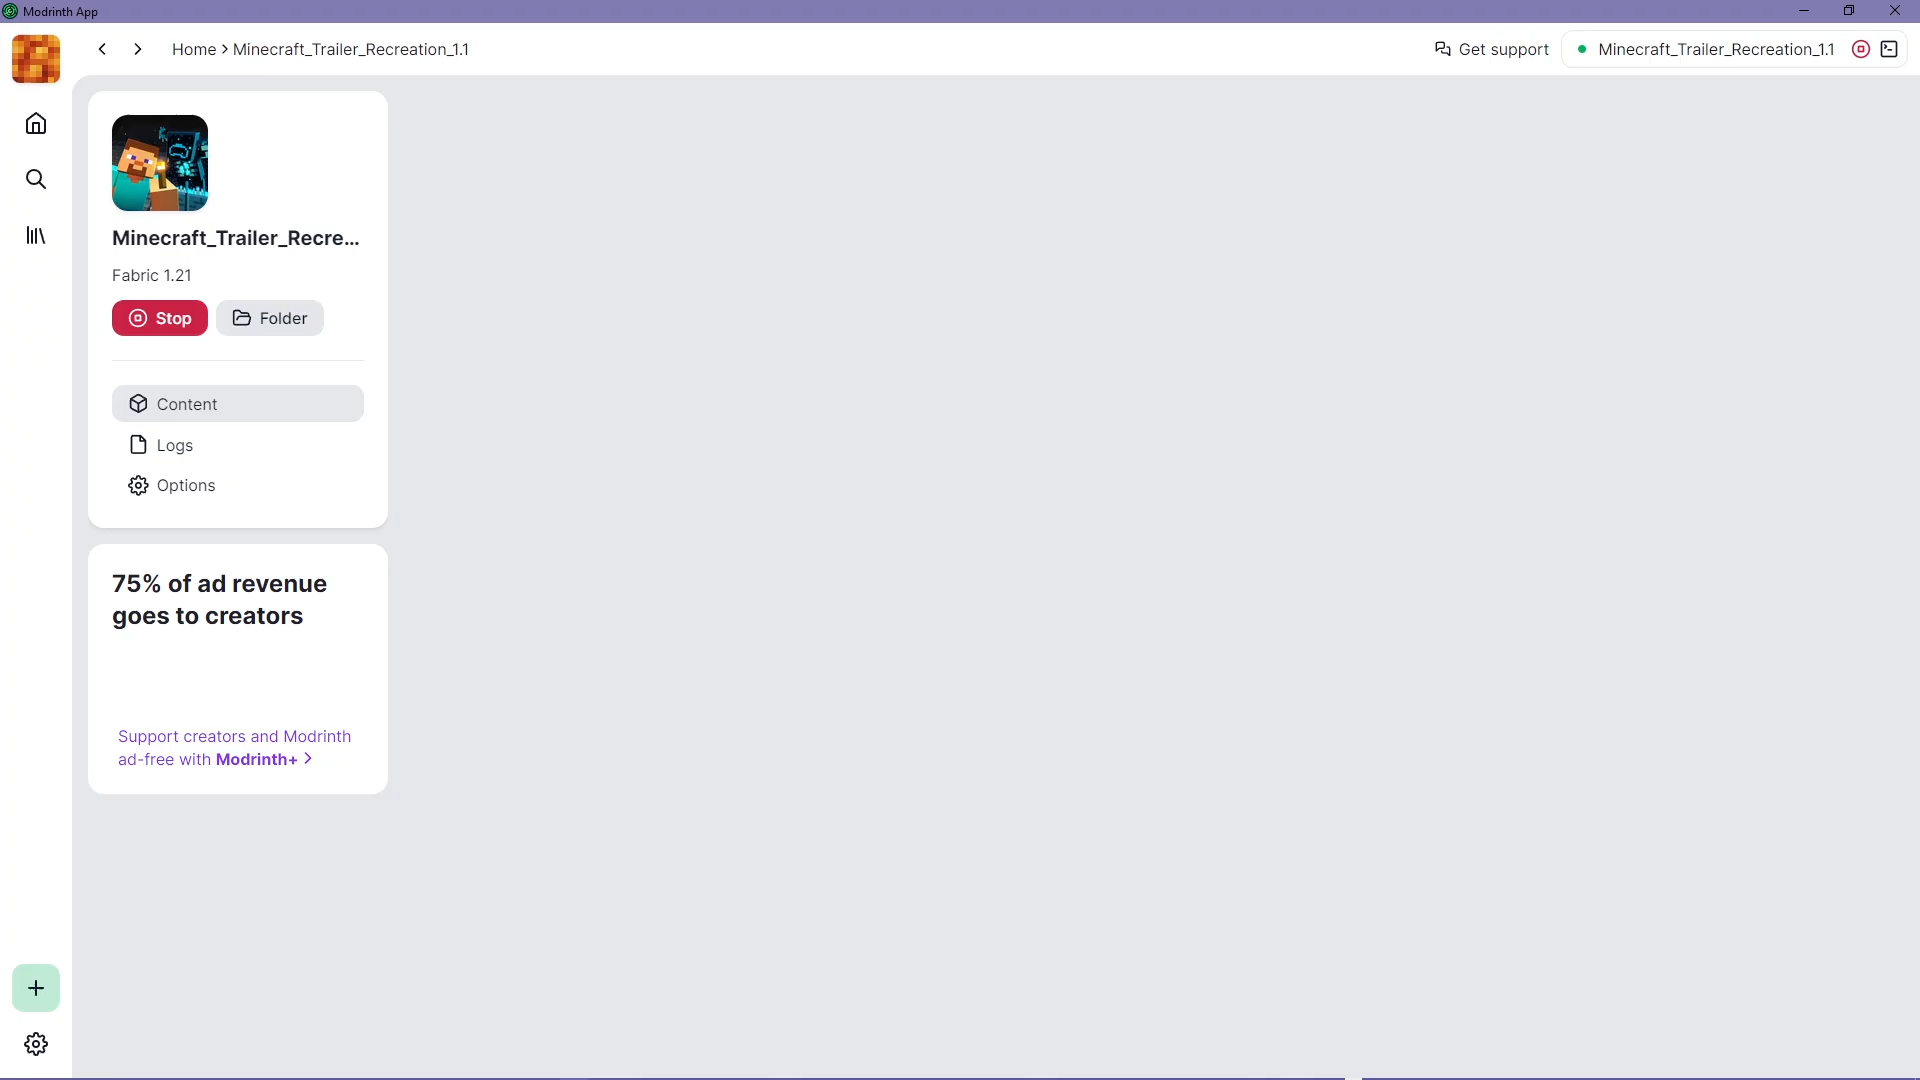 Modrinth App
Home > Minecraft_Trailer_Recreation_1.1
Get support
Minecraft_Trailer_Recreation_1.1
Minecraft_Trailer_Recre...
Fabric 1.21
Stop
Folder
Content
Logs
Options
75% of ad revenue
goes to creators
Support creators and Modrinth
ad-free with Modrinth+ >